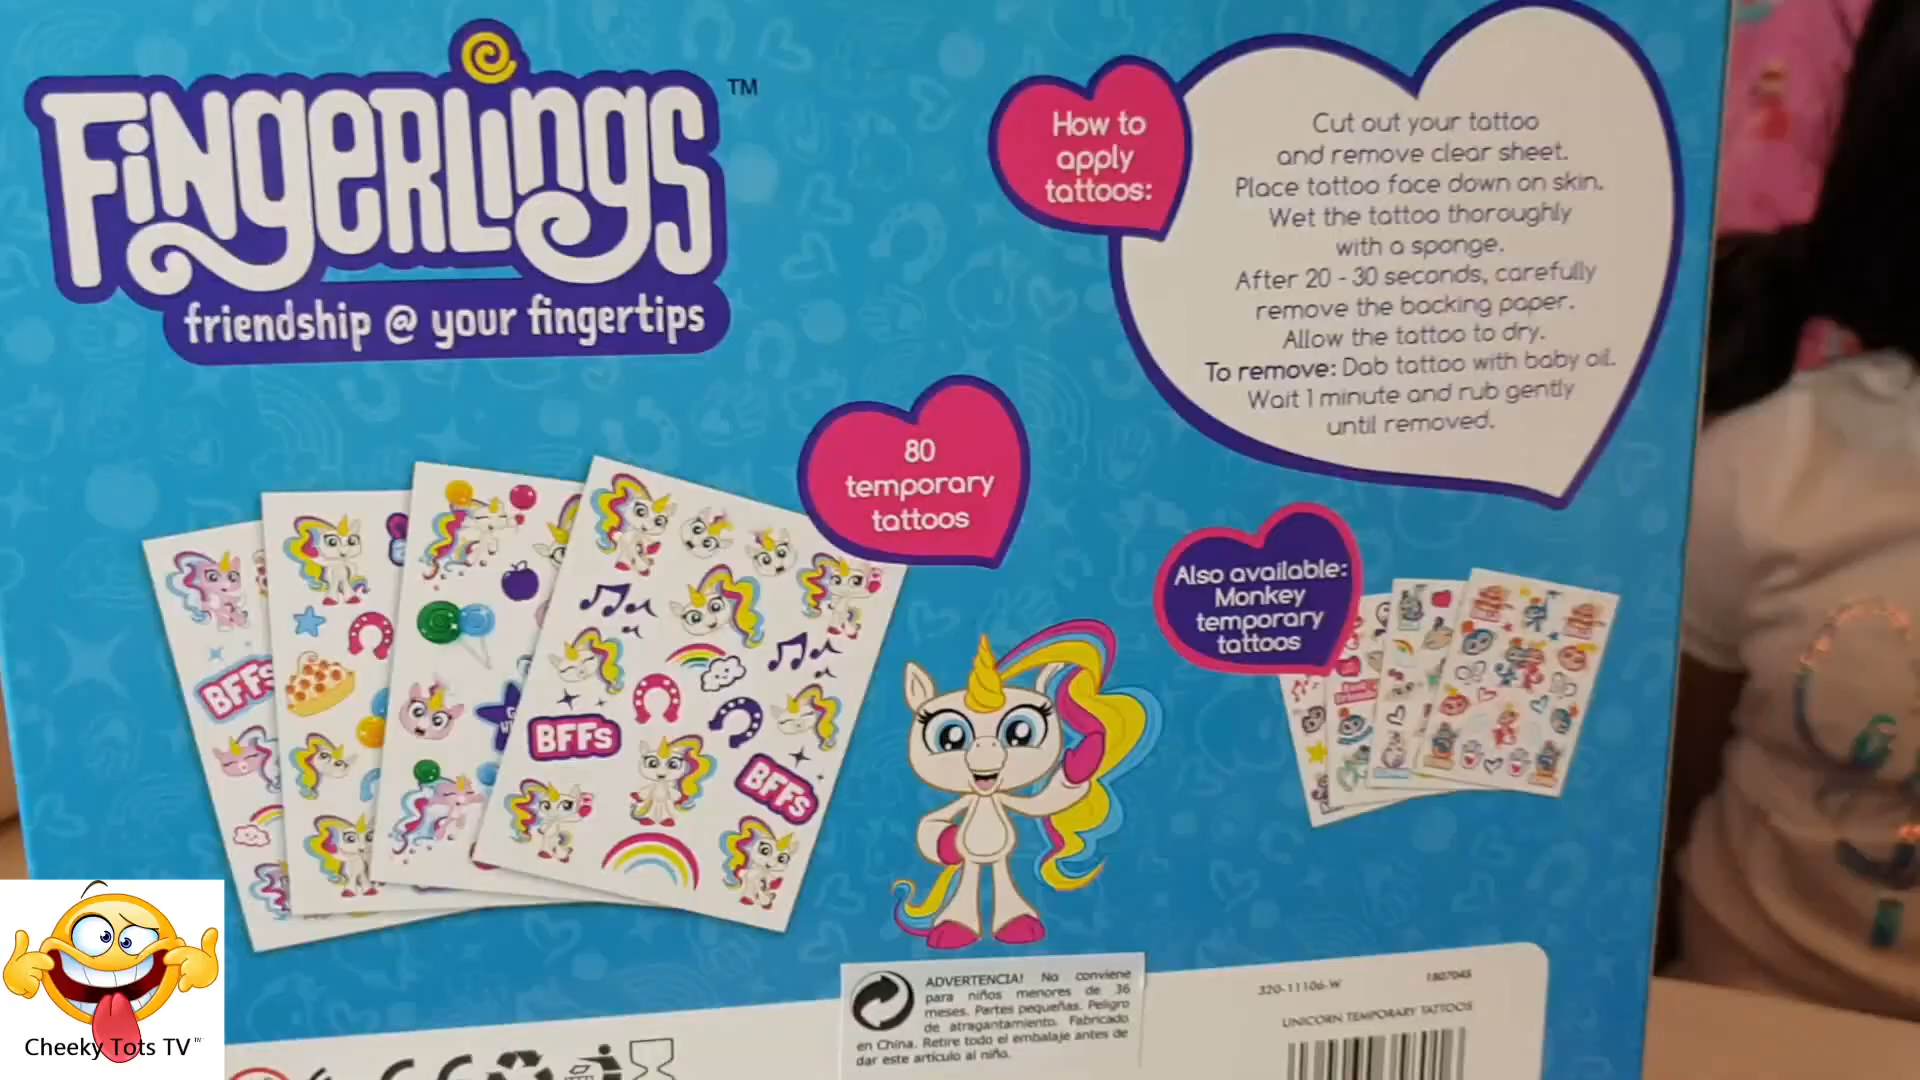 FiNgeRLings
TM
friendship @ your fingertips
How to
apply
tattoos:
Cut out your tattoo
and remove clear sheet.
Place tattoo face down on skin.
Wet the tattoo thoroughly
with a sponge.
After 20 - 30 seconds, carefully
remove the backing paper.
Allow the tattoo to dry.
To remove: Dab tattoo with baby oil.
Wait 1 minute and rub gently
until removed.
80
temporary
tattoos
Also available:
Monkey
temporary
tattoos
BFFs
BFFs
BFFs
ADVERTENCIA! No conviene
para niños menores de 36
meses. Partes pequeñas. Peligro
de atragantamiento. Fabricado
en China. Retire todo el embalaje antes de
dar este artículo al niño.
320-11106-W
180704S
UNICORN TEMPORARY TATTOOS
Cheeky Tots TV